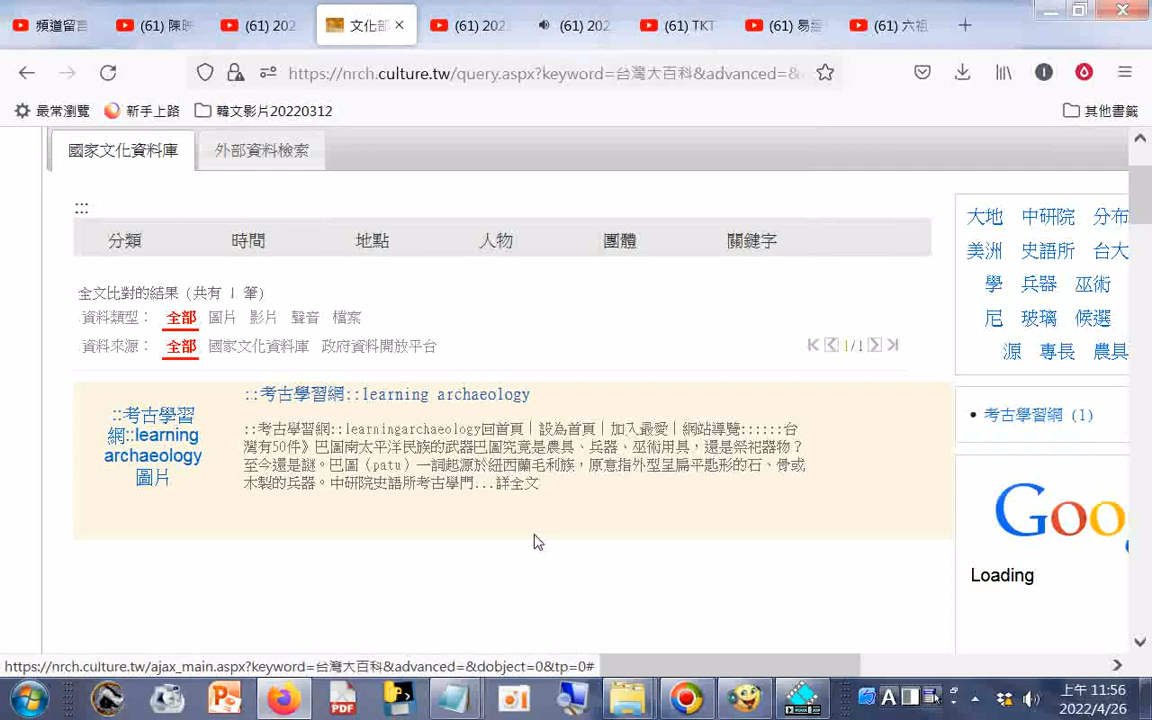 頻道留言
(61) 陳
(61) 202
文化部
(61) 202
(61) 202
(61) TKT
(61) 易
(61) 六祖
https://nrch.culture.tw/query.aspx?keyword=台灣大百科&advanced=&
最常瀏覽 新手上路 韓文影片20220312 其他書籤
國家文化資料庫 外部資料檢索
:::
分類 時間 地點 人物 團體 關鍵字
全文比對的結果（共有 1 筆）
資料類型： 全部 圖片 影片 聲音 檔案
資料來源： 全部 國家文化資料庫 政府資料開放平台
1/1
::考古學習網::learning archaeology圖片
:::考古學習網::learning archaeology
::考古學習網::learningarchaeology回首頁｜設為首頁｜加入最愛｜網站導覽::::::台
灣有50件》巴圖南太平洋民族的武器巴圖究竟是農具、兵器、巫術用具，還是祭祀器物？
至今還是謎。巴圖（patu）一詞起源於紐西蘭毛利族，原意指外型呈扁平匙形的石、骨或
木製的兵器。中研院史語所考古學門...詳全文
大地 中研院 分布
美洲 史語所 台大
學 兵器 巫術
尼 玻璃 候選
源 專長 農具
考古學習網 (1)
Goo
Loading
https://nrch.culture.tw/ajax_main.aspx?keyword=台灣大百科&advanced=&dobject=0&tp=0#
PDF
A
上午 11:56
2022/4/26